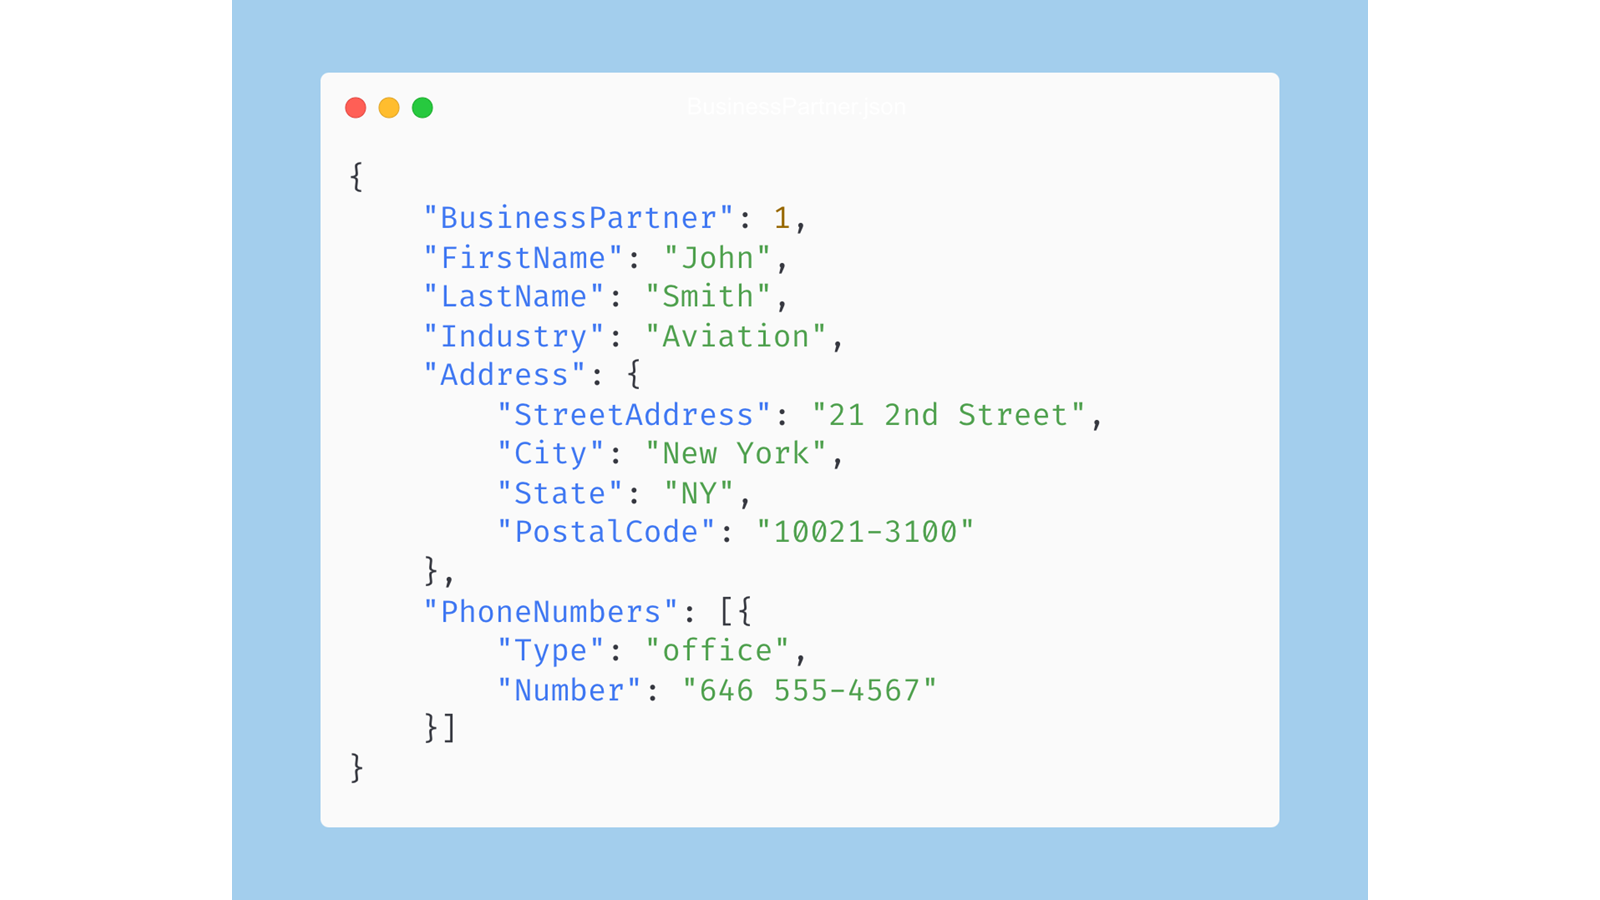 BusinessPartner.json
{
    "BusinessPartner": 1,
    "FirstName": "John",
    "LastName": "Smith",
    "Industry": "Aviation",
    "Address": {
        "StreetAddress": "21 2nd Street",
        "City": "New York",
        "State": "NY",
        "PostalCode": "10021-3100"
    },
    "PhoneNumbers": [{
        "Type": "office",
        "Number": "646 555-4567"
    }]
}